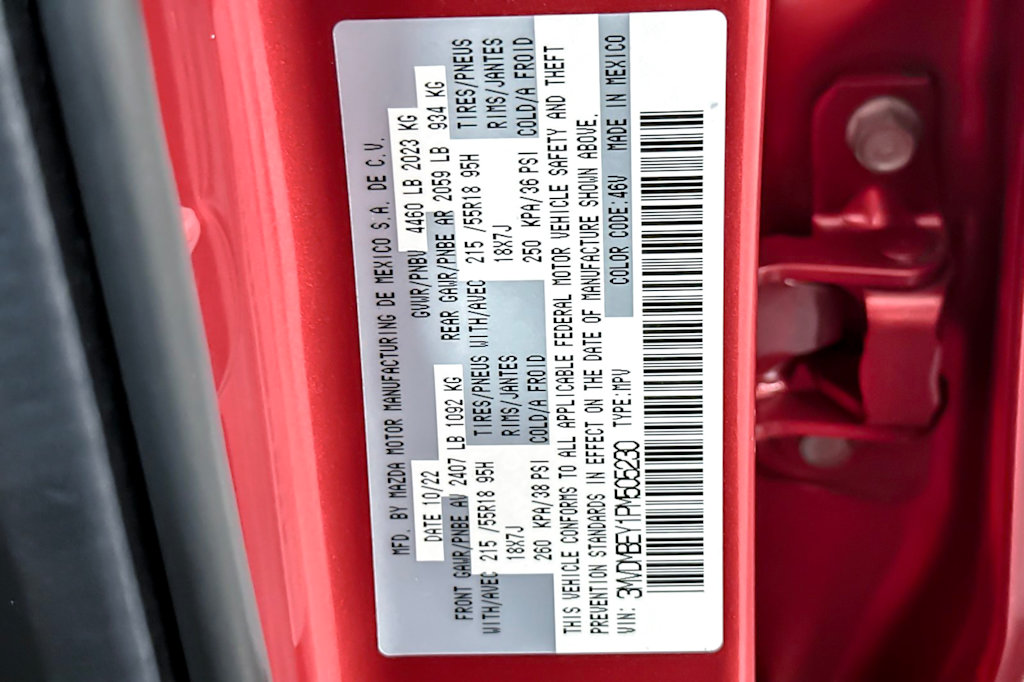 MFD. BY MAZDA MOTOR MANUFACTURING DE MEXICO S.A. DE C.V.
DATE 10/22 GVWR/PNBV 4460 LB 2023 KG
FRONT GAWR/PNBE AV 2407 LB 1092 KG REAR GAWR/PNBE AR 2059 LB 934 KG
WITH/AVEC 215 /55R18 95H TIRES/PNEUS WITH/AVEC 215 /55R18 95H TIRES/PNEUS
18X7J RIMS/JANTES 18X7J RIMS/JANTES
260 KPA/38 PSI COLD/A FROID 250 KPA/36 PSI COLD/A FROID
THIS VEHICLE CONFORMS TO ALL APPLICABLE FEDERAL MOTOR VEHICLE SAFETY AND THEFT
PREVENTION STANDARDS IN EFFECT ON THE DATE OF MANUFACTURE SHOWN ABOVE.
VIN: 3MVDMBEY1PM505230 TYPE:MPV COLOR CODE:46V MADE IN MEXICO